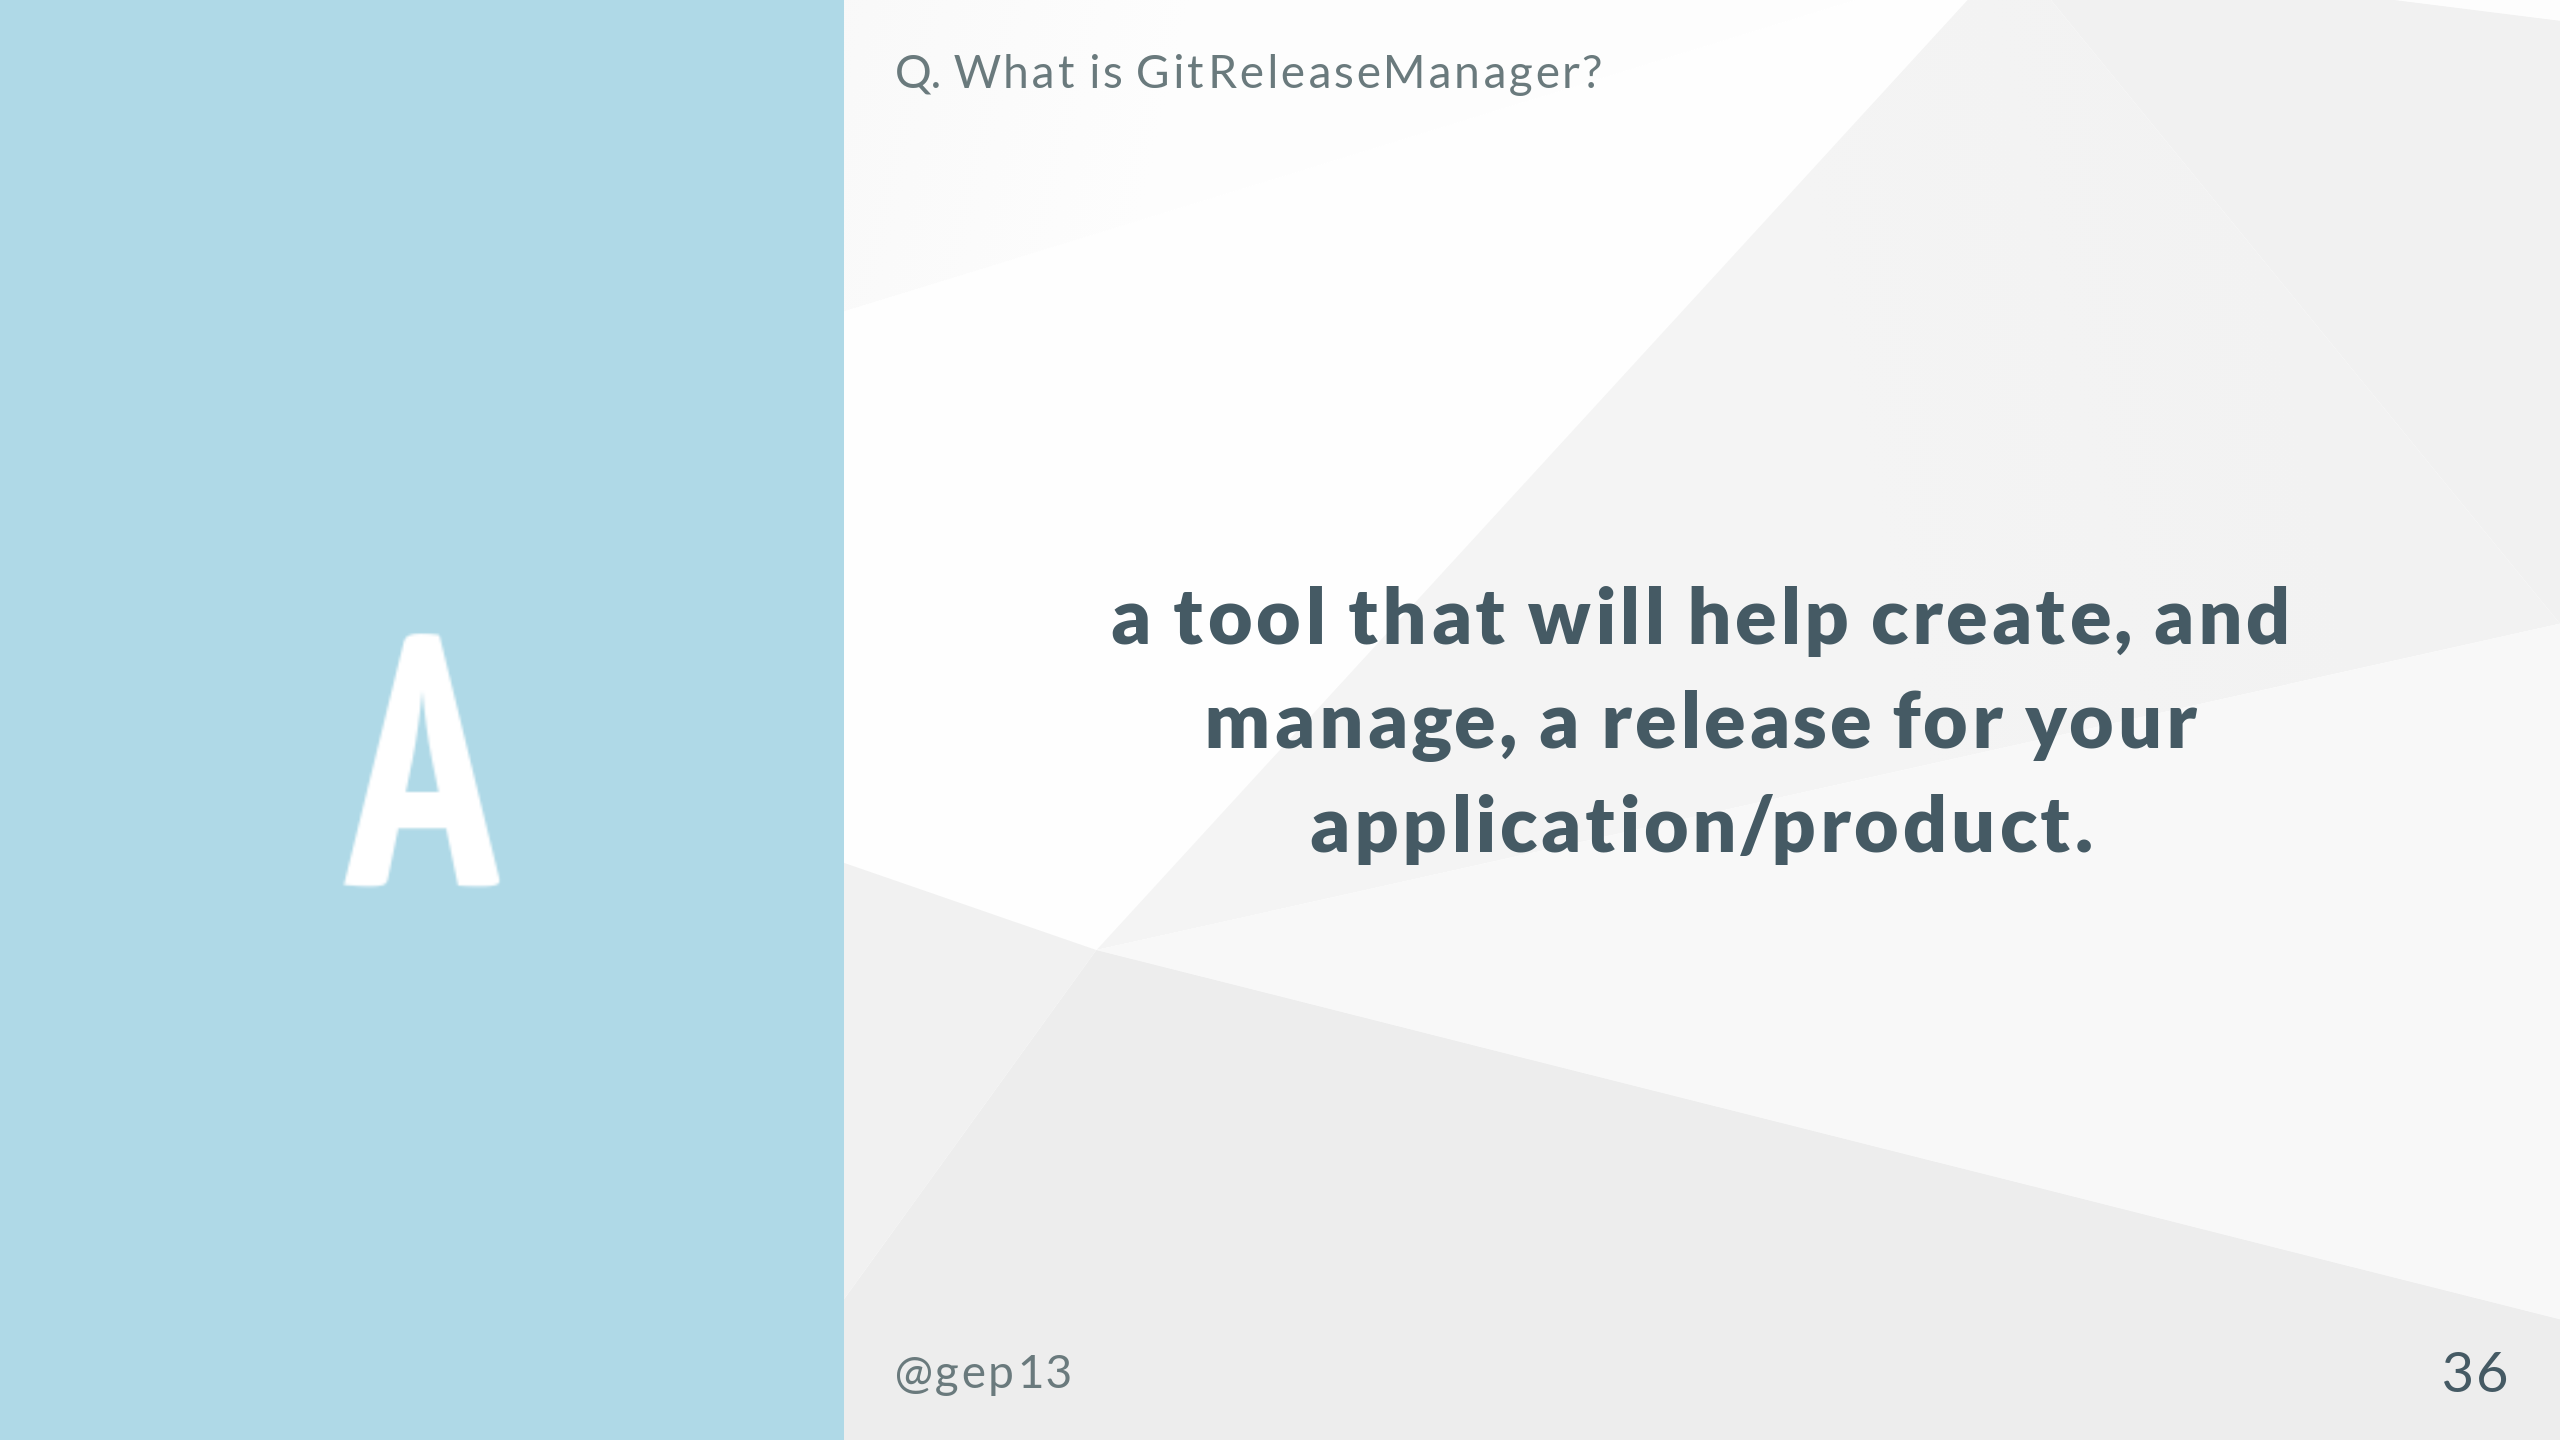 Q. What is GitReleaseManager?
A
a tool that will help create, and
manage, a release for your
application/product.
@gep13
36